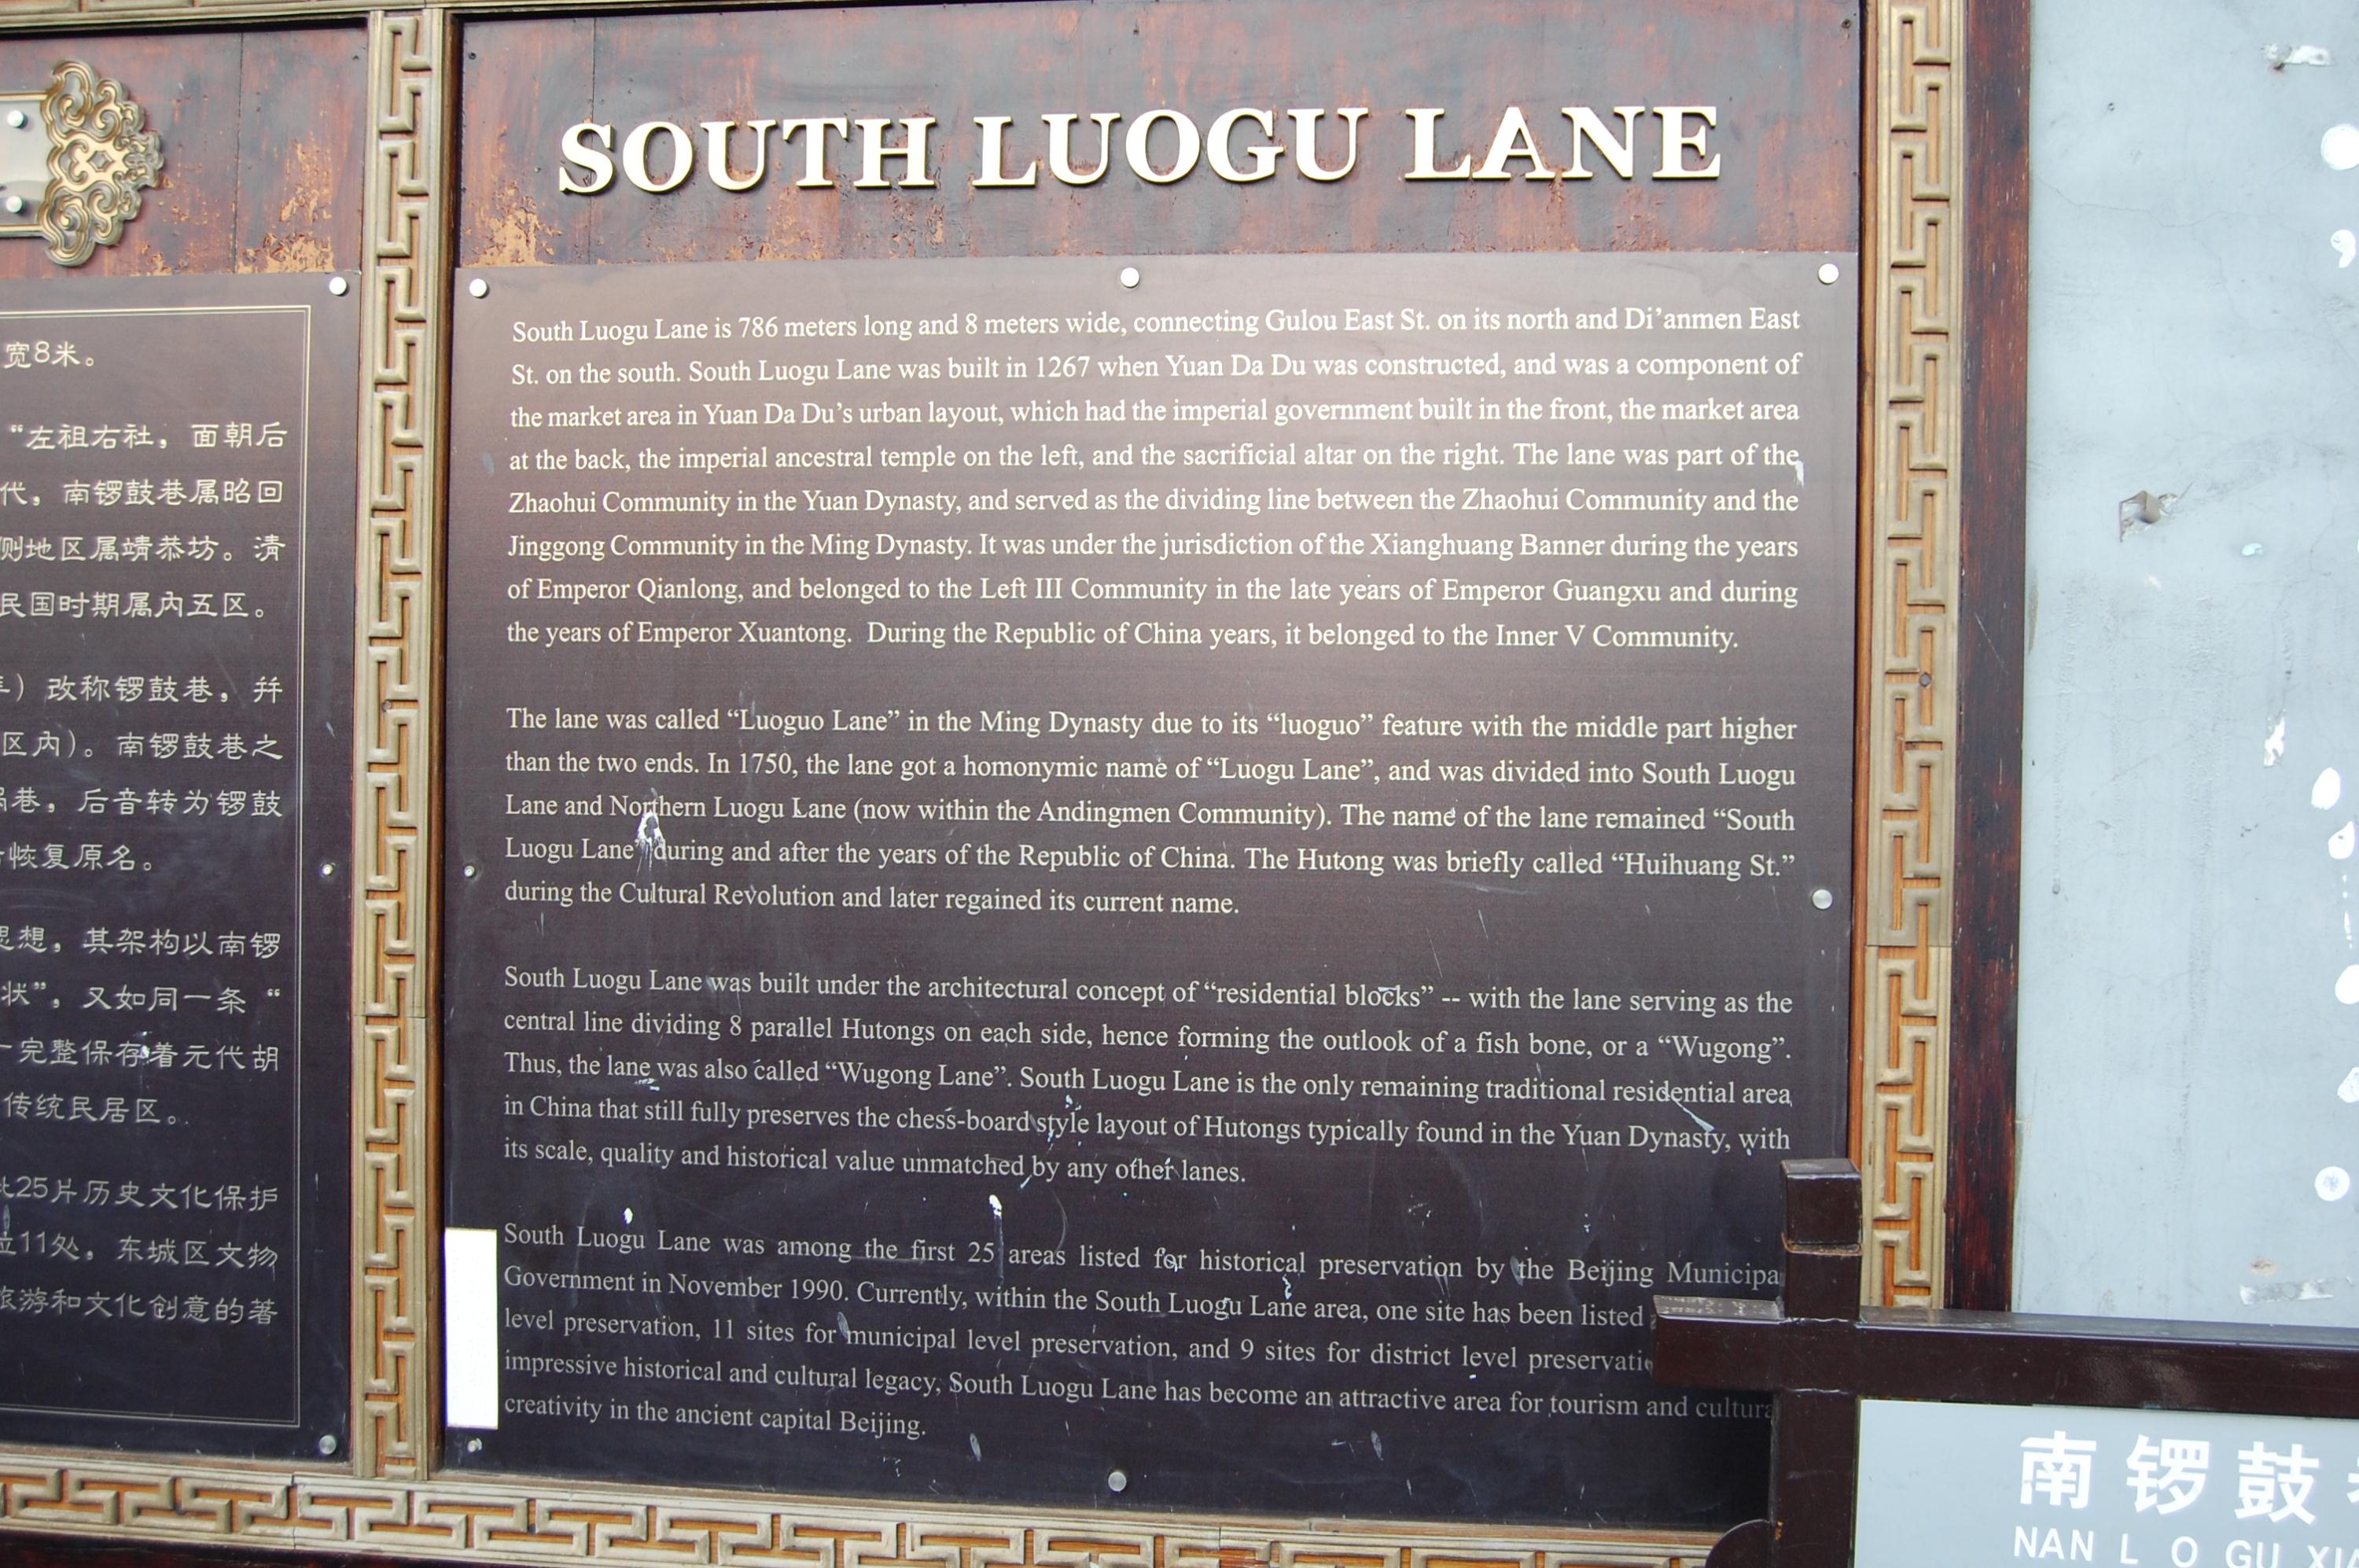 宽8米。
“左祖右社，面朝后
代，南锣鼓巷属昭回
侧地区属靖恭坊。清
民国时期属内五区。
改称锣鼓巷，并
区内）。南锣鼓巷之
巷，后音转为锣鼓
恢复原名。
思想，其架构以南锣
状”，又如同一条“
完整保存着元代胡
传统民居区。
25片历史文化保护
11处，东城区文物
旅游和文化创意的著
SOUTH LUOGU LANE
South Luogu Lane is 786 meters long and 8 meters wide, connecting Gulou East St. on its north and Di’anmen East
St. on the south. South Luogu Lane was built in 1267 when Yuan Da Du was constructed, and was a component of
the market area in Yuan Da Du’s urban layout, which had the imperial government built in the front, the market area
at the back, the imperial ancestral temple on the left, and the sacrificial altar on the right. The lane was part of the
Zhaohui Community in the Yuan Dynasty, and served as the dividing line between the Zhaohui Community and the
Jinggong Community in the Ming Dynasty. It was under the jurisdiction of the Xianghuang Banner during the years
of Emperor Qianlong, and belonged to the Left III Community in the late years of Emperor Guangxu and during
the years of Emperor Xuantong. During the Republic of China years, it belonged to the Inner V Community.
The lane was called “Luoguo Lane” in the Ming Dynasty due to its “luoguo” feature with the middle part higher
than the two ends. In 1750, the lane got a homonymic name of “Luogu Lane”, and was divided into South Luogu
Lane and Northern Luogu Lane (now within the Andingmen Community). The name of the lane remained “South
Luogu Lane” during and after the years of the Republic of China. The Hutong was briefly called “Huihuang St.”
during the Cultural Revolution and later regained its current name.
South Luogu Lane was built under the architectural concept of “residential blocks” -- with the lane serving as the
central line dividing 8 parallel Hutongs on each side, hence forming the outlook of a fish bone, or a “Wugong”.
Thus, the lane was also called “Wugong Lane”. South Luogu Lane is the only remaining traditional residential area
in China that still fully preserves the chess-board style layout of Hutongs typically found in the Yuan Dynasty, with
its scale, quality and historical value unmatched by any other lanes.
South Luogu Lane was among the first 25 areas listed for historical preservation by the Beijing Municipa
Government in November 1990. Currently, within the South Luogu Lane area, one site has been listed
level preservation, 11 sites for municipal level preservation, and 9 sites for district level preservati
impressive historical and cultural legacy, South Luogu Lane has become an attractive area for tourism and cultura
creativity in the ancient capital Beijing.
南锣鼓
NAN L O GU XIA